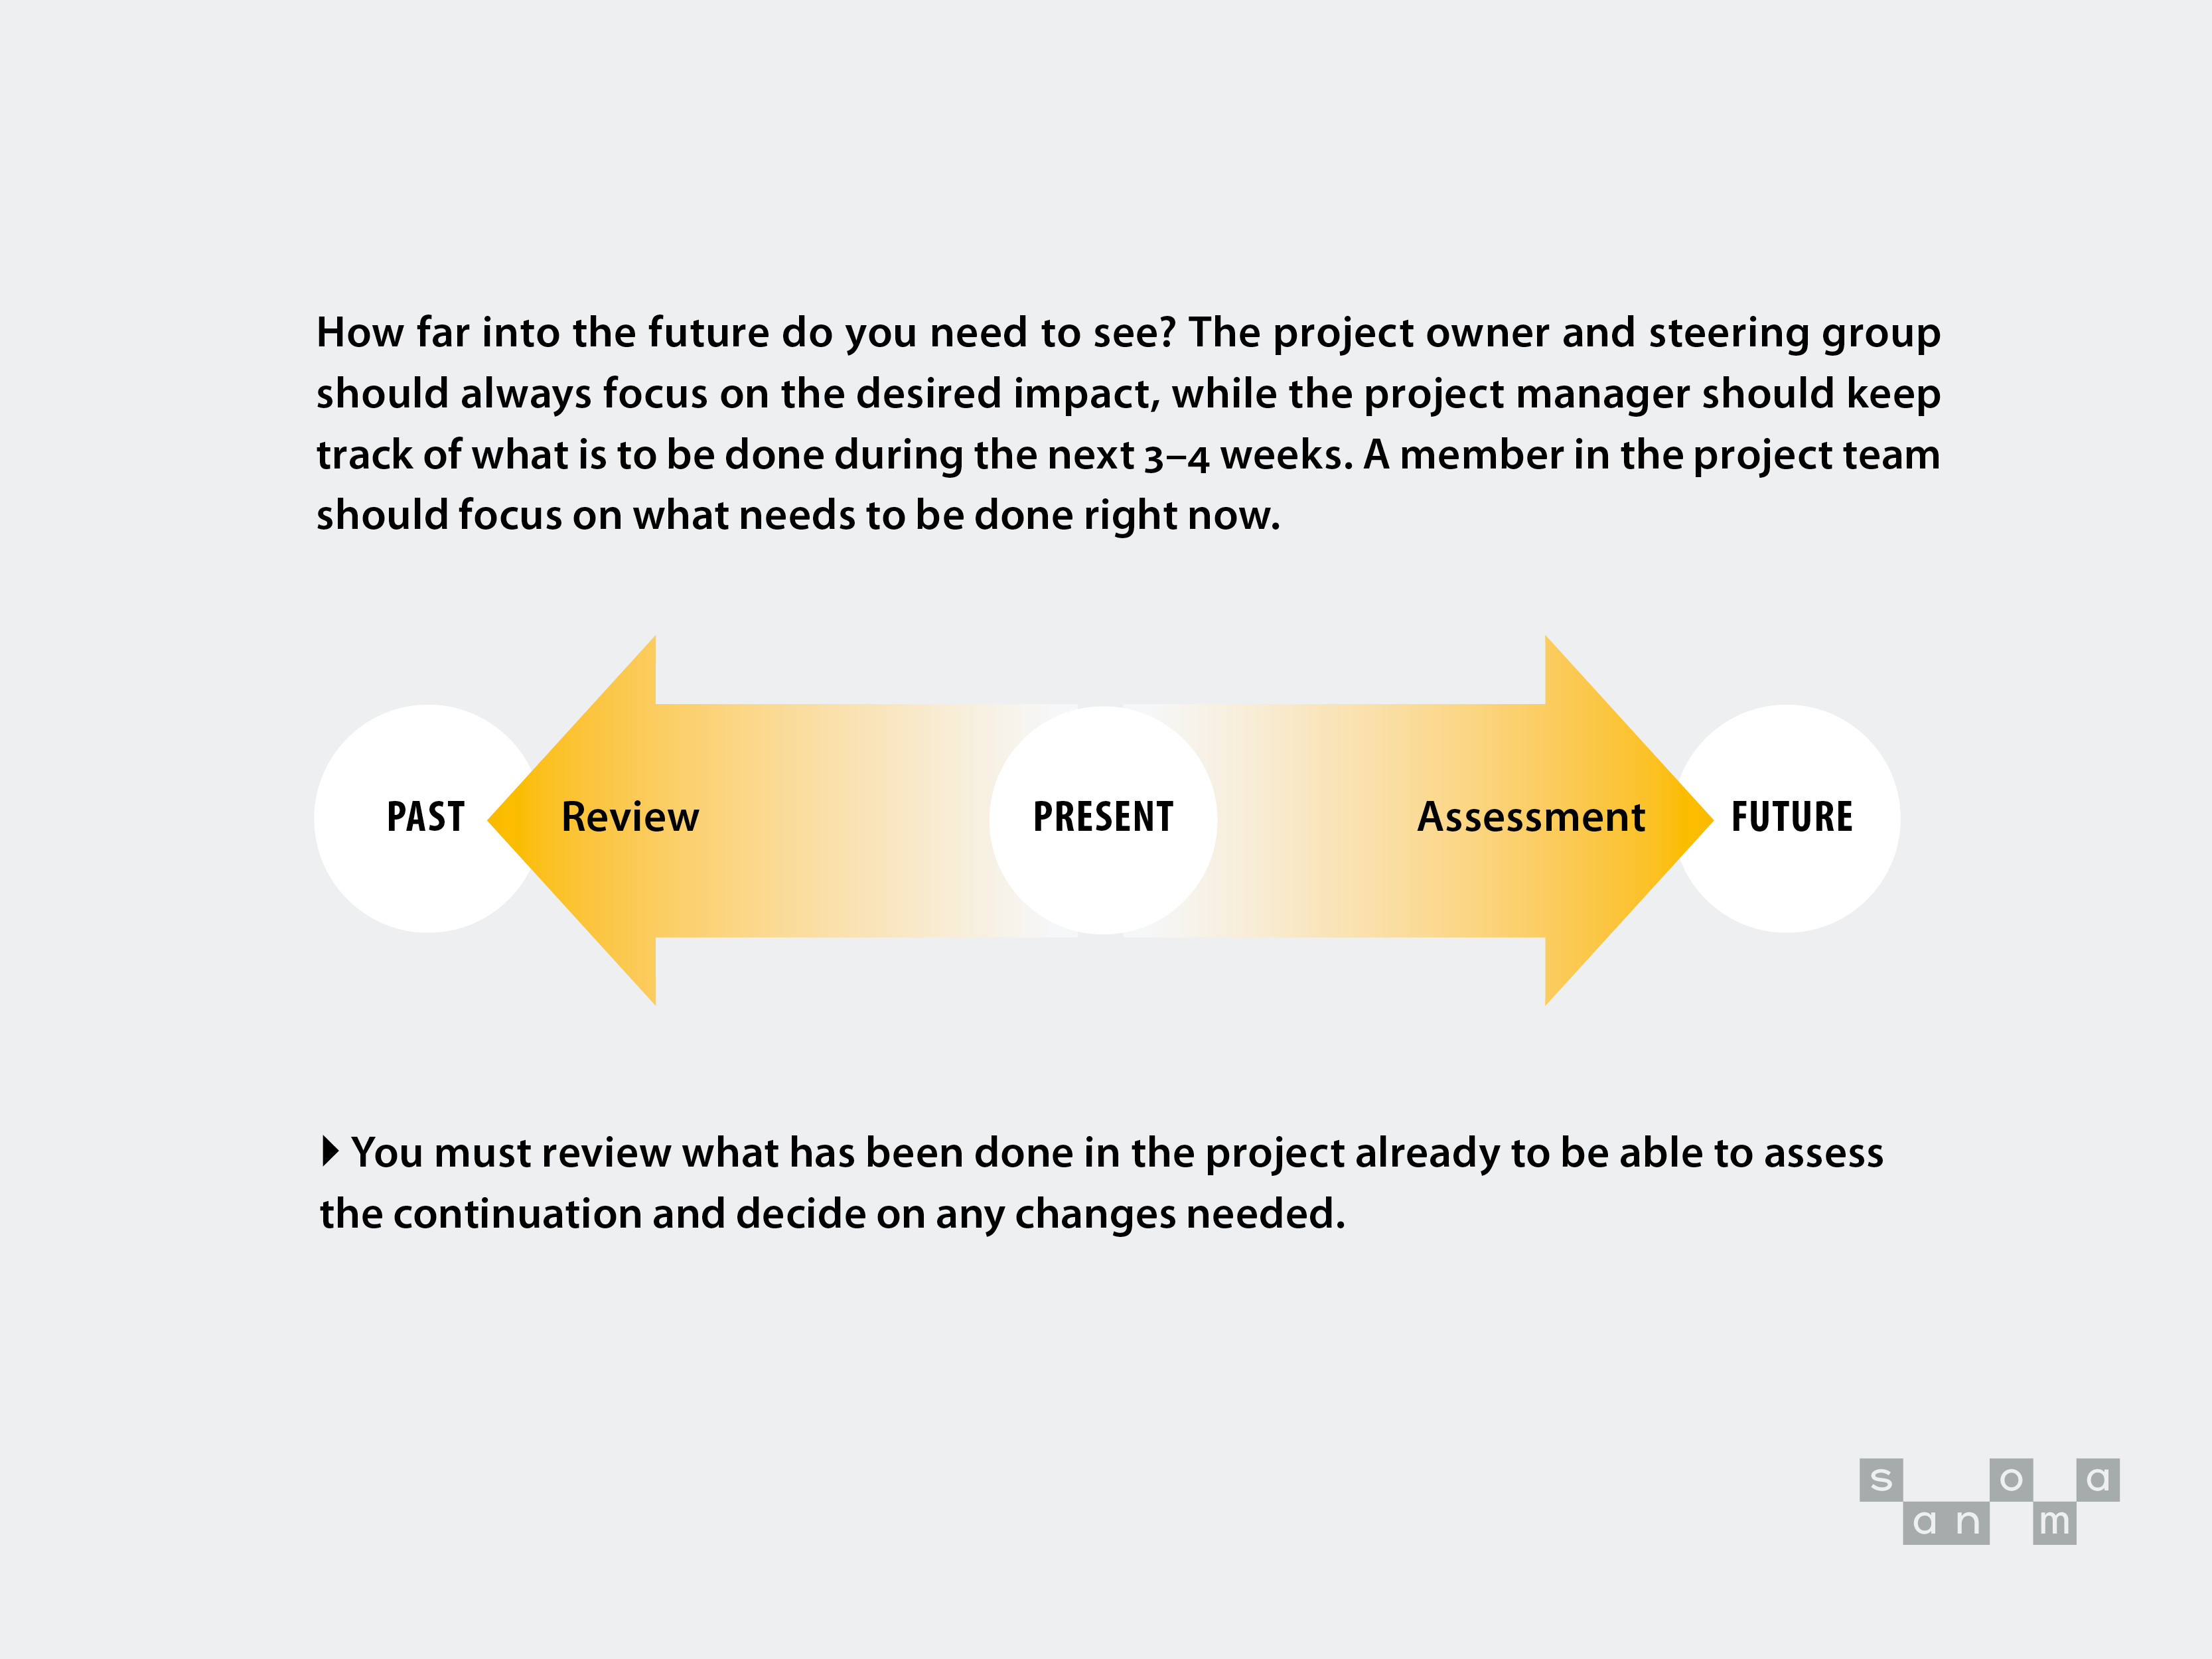 How far into the future do you need to see? The project owner and steering group
should always focus on the desired impact, while the project manager should keep
track of what is to be done during the next 3–4 weeks. A member in the project team
should focus on what needs to be done right now.
PAST Review PRESENT Assessment FUTURE
▶ You must review what has been done in the project already to be able to assess
the continuation and decide on any changes needed.
sanoma